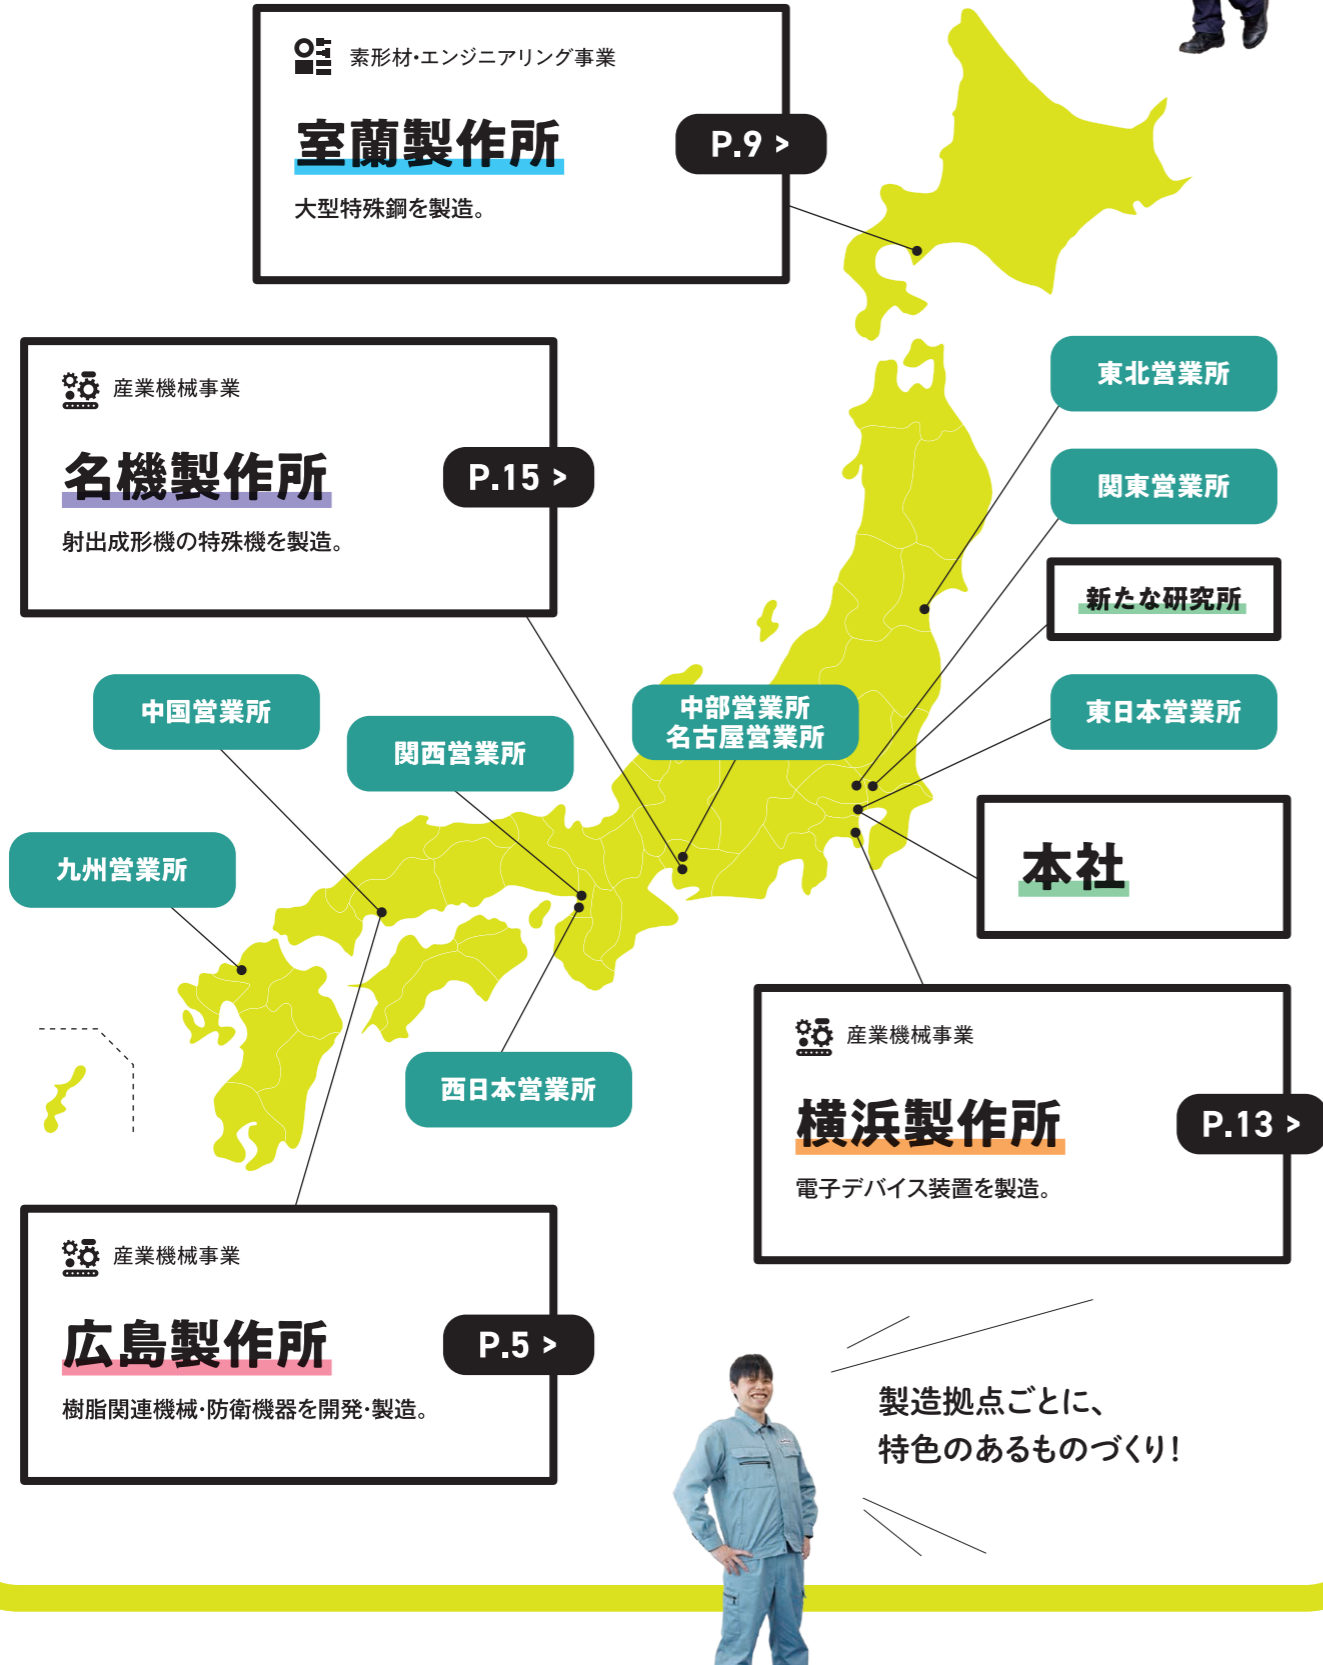 素形材・エンジニアリング事業
室蘭製作所
P.9 >
大型特殊鋼を製造。
産業機械事業
名機製作所
P.15 >
射出成形機の特殊機を製造。
東北営業所
関東営業所
新たな研究所
東日本営業所
本社
中国営業所
関西営業所
中部営業所
名古屋営業所
九州営業所
西日本営業所
産業機械事業
横浜製作所
P.13 >
電子デバイス装置を製造。
産業機械事業
広島製作所
P.5 >
樹脂関連機械・防衛機器を開発・製造。
製造拠点ごとに、
特色のあるものづくり!